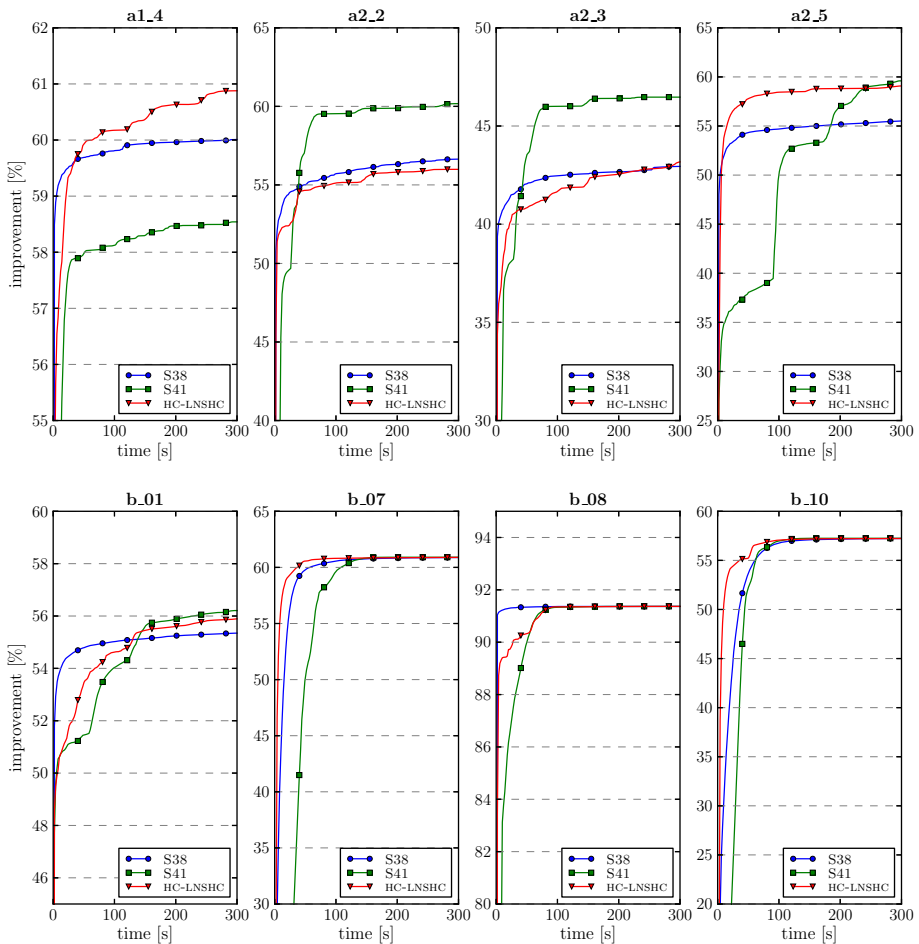 a1_4
improvement [%]
62
61
60
59
58
57
56
55
0
100
200
300
time [s]
S38
S41
HC-LNSHC
a2_2
65
60
55
50
45
40
0
100
200
300
time [s]
S38
S41
HC-LNSHC
a2_3
50
45
40
35
30
0
100
200
300
time [s]
S38
S41
HC-LNSHC
a2_5
65
60
55
50
45
40
35
30
25
0
100
200
300
time [s]
S38
S41
HC-LNSHC
b_01
improvement [%]
60
58
56
54
52
50
48
46
0
100
200
300
time [s]
S38
S41
HC-LNSHC
b_07
65
60
55
50
45
40
35
30
0
100
200
300
time [s]
S38
S41
HC-LNSHC
b_08
94
92
90
88
86
84
82
80
0
100
200
300
time [s]
S38
S41
HC-LNSHC
b_10
60
55
50
45
40
35
30
25
20
0
100
200
300
time [s]
S38
S41
HC-LNSHC